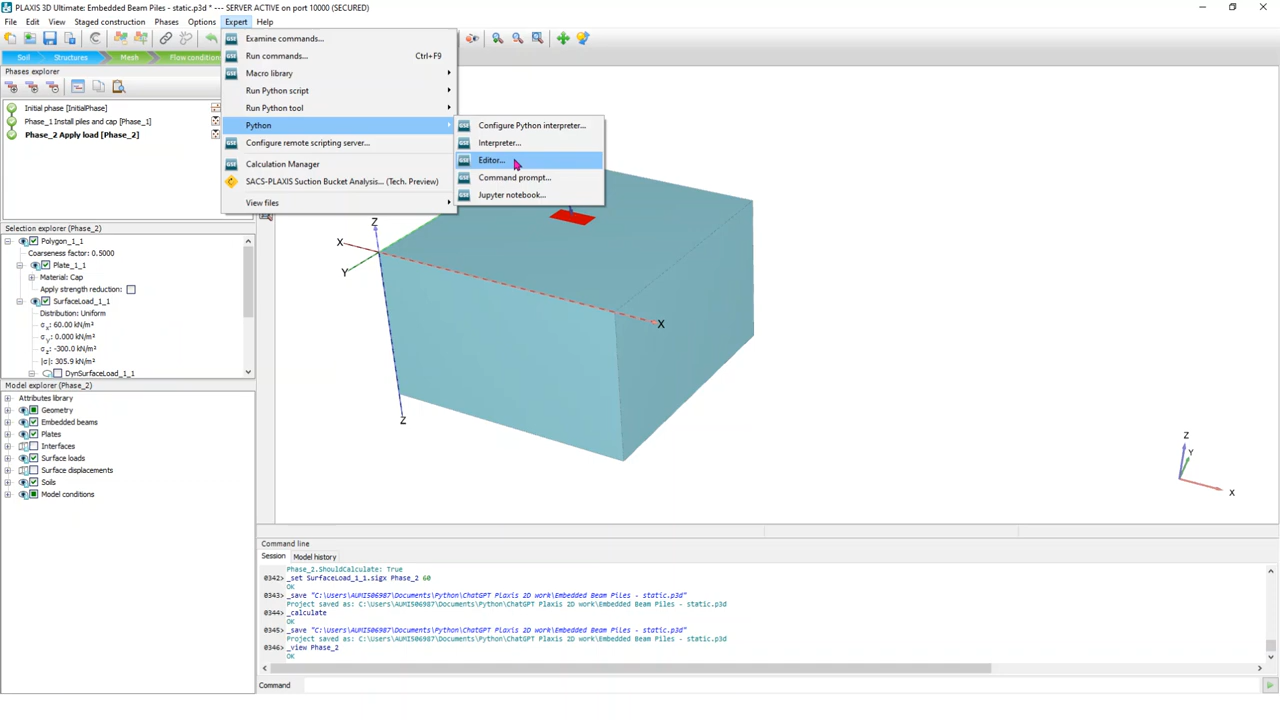 PLAXIS 3D Ultimate: Embedded Beam Piles - static.p3d * --- SERVER ACTIVE on port 10000 (SECURED)
File Edit View Staged construction Phases Options Expert Help
Soil Structures Mesh Flow condition
Examine commands...
Run commands... Ctrl+F9
Macro library
Run Python script
Run Python tool
Python
Configure remote scripting server...
Calculation Manager
SACS-PLAXIS Suction Bucket Analysis... (Tech. Preview)
View files
Configure Python interpreter...
Interpreter...
Editor...
Command prompt...
Jupyter notebook...
Phases explorer
Initial phase [InitialPhase]
Phase_1 Install piles and cap [Phase_1]
Phase_2 Apply load [Phase_2]
Selection explorer (Phase_2)
Polygon_1_1
Coarseness factor: 0.5000
Plate_1_1
Material: Cap
Apply strength reduction:
SurfaceLoad_1_1
Distribution: Uniform
σx: 60.00 kN/m²
σy: 0.000 kN/m²
σz: -300.0 kN/m²
|σ|: 305.9 kN/m²
DynSurfaceLoad_1_1
Model explorer (Phase_2)
Attributes library
Geometry
Embedded beams
Plates
Interfaces
Surface loads
Surface displacements
Soils
Model conditions
Z
X
Y
X
Z
Z
Y
X
Command line
Session Model history
Phase_2.ShouldCalculate: True
0342> _set SurfaceLoad_1_1.sigx Phase_2 60
OK
0343> _save "C:\Users\AUMI506987\Documents\Python\ChatGPT Plaxis 2D work\Embedded Beam Piles - static.p3d"
Project saved as: C:\Users\AUMI506987\Documents\Python\ChatGPT Plaxis 2D work\Embedded Beam Piles - static.p3d
0344> _calculate
OK
0345> _save "C:\Users\AUMI506987\Documents\Python\ChatGPT Plaxis 2D work\Embedded Beam Piles - static.p3d"
Project saved as: C:\Users\AUMI506987\Documents\Python\ChatGPT Plaxis 2D work\Embedded Beam Piles - static.p3d
0346> _view Phase_2
OK
Command